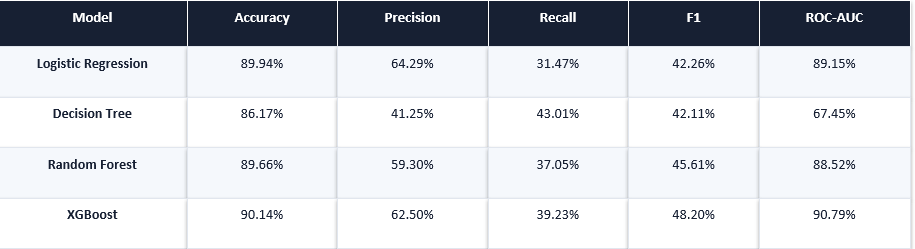 Model Accuracy Precision Recall F1 ROC-AUC
Logistic Regression 89.94% 64.29% 31.47% 42.26% 89.15%
Decision Tree 86.17% 41.25% 43.01% 42.11% 67.45%
Random Forest 89.66% 59.30% 37.05% 45.61% 88.52%
XGBoost 90.14% 62.50% 39.23% 48.20% 90.79%